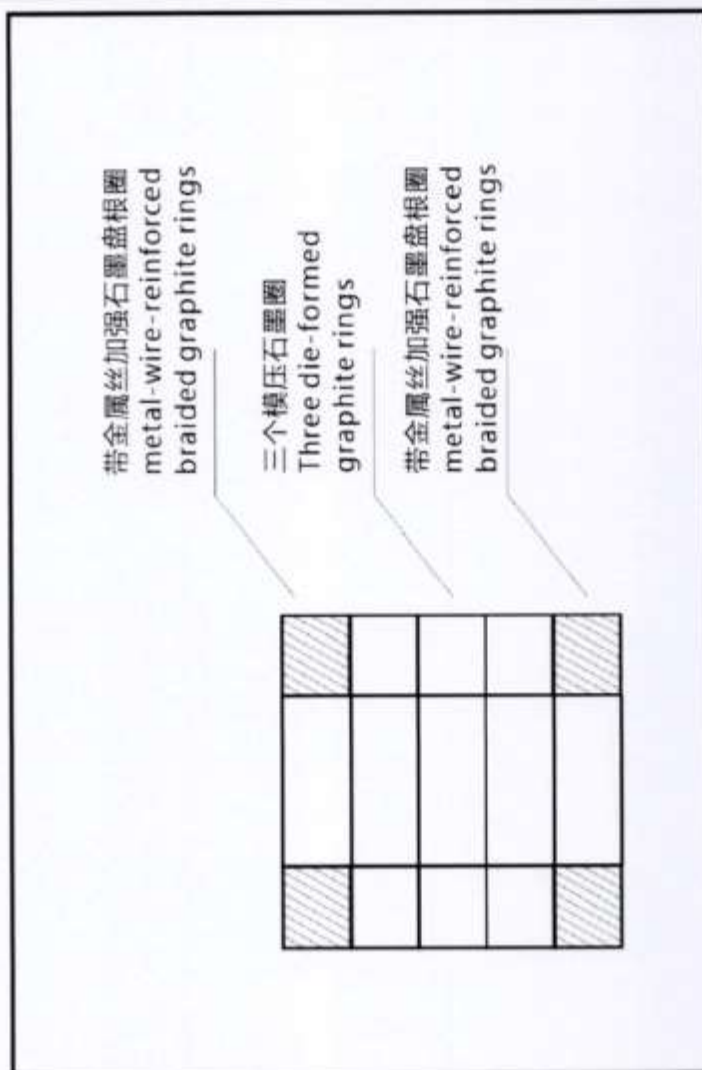 带金属丝加强石墨盘根圈
metal-wire-reinforced
braided graphite rings
三个模压石墨圈
Three die-formed
graphite rings
带金属丝加强石墨盘根圈
metal-wire-reinforced
braided graphite rings